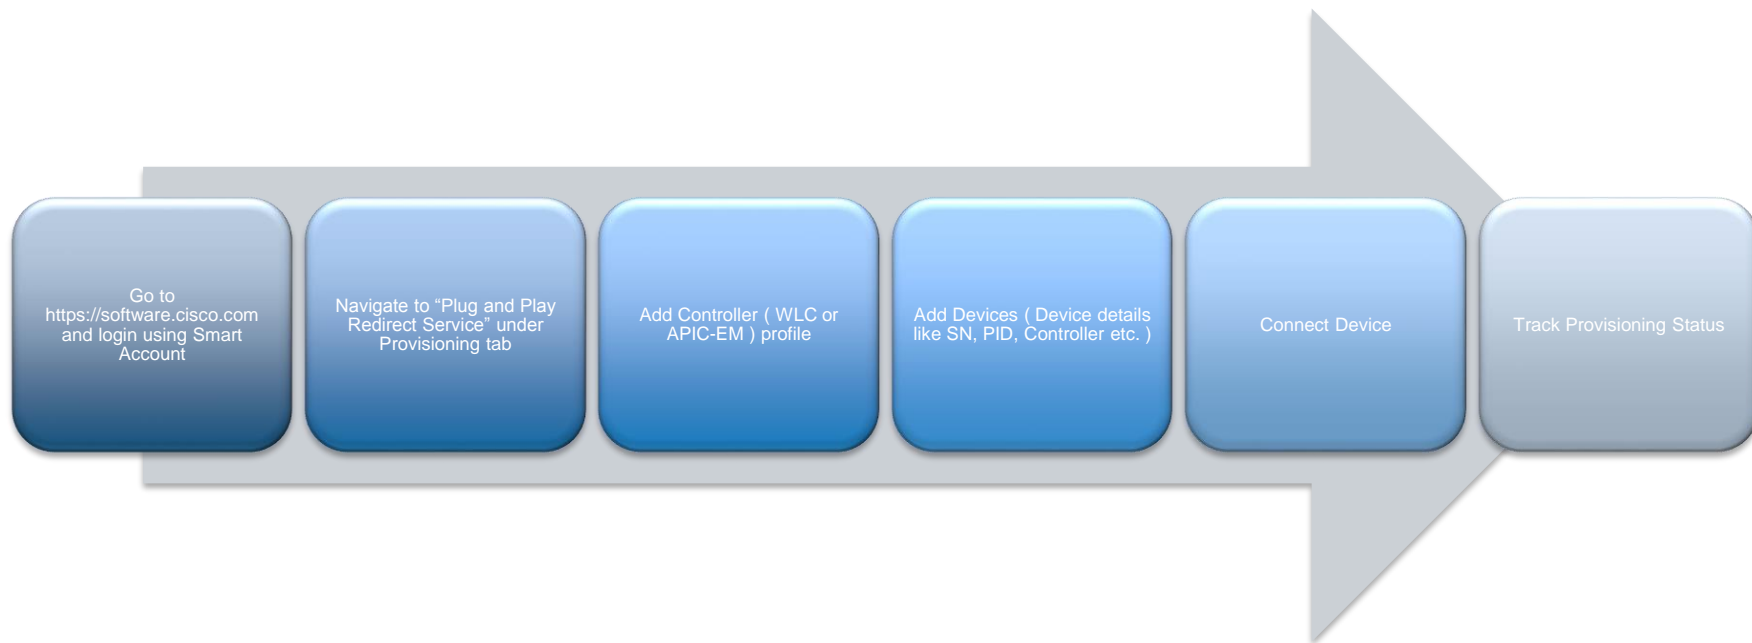 Go to
https://software.cisco.com
and login using Smart
Account
Navigate to “Plug and Play
Redirect Service” under
Provisioning tab
Add Controller ( WLC or
APIC-EM ) profile
Add Devices ( Device details
like SN, PID, Controller etc. )
Connect Device
Track Provisioning Status